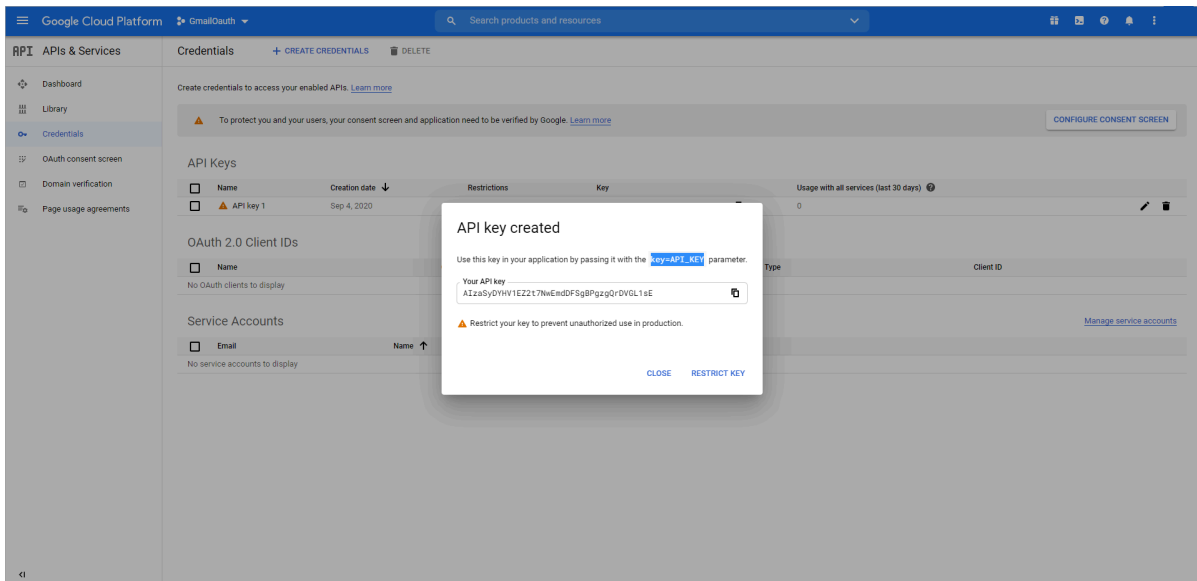 Google Cloud Platform GmailOauth Search products and resources
API APIs & Services Credentials + CREATE CREDENTIALS DELETE
Dashboard
Library
Credentials
OAuth consent screen
Domain verification
Page usage agreements
Create credentials to access your enabled APIs. Learn more
To protect you and your users, your consent screen and application need to be verified by Google. Learn more CONFIGURE CONSENT SCREEN
API Keys
Name Creation date Restrictions Key Usage with all services (last 30 days)
API key 1 Sep 4, 2020 0
OAuth 2.0 Client IDs
Name Type Client ID
No OAuth clients to display
Service Accounts Manage service accounts
Email Name
No service accounts to display
API key created
Use this key in your application by passing it with the key=API_KEY parameter.
Your API key
AIzaSyDYHV1EZ2t7NwEmdDFSgBPgzgQrDVGL1sE
Restrict your key to prevent unauthorized use in production.
CLOSE RESTRICT KEY